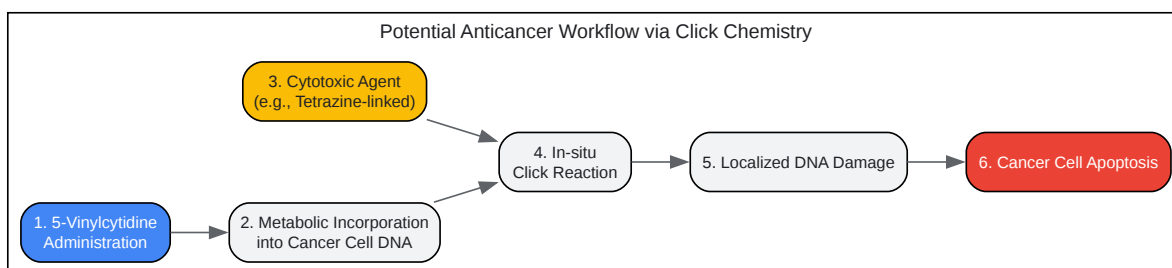 Potential Anticancer Workflow via Click Chemistry
3. Cytotoxic Agent
(e.g., Tetrazine-linked)
4. In-situ
Click Reaction
5. Localized DNA Damage
6. Cancer Cell Apoptosis
1. 5-Vinylcytidine
Administration
2. Metabolic Incorporation
into Cancer Cell DNA